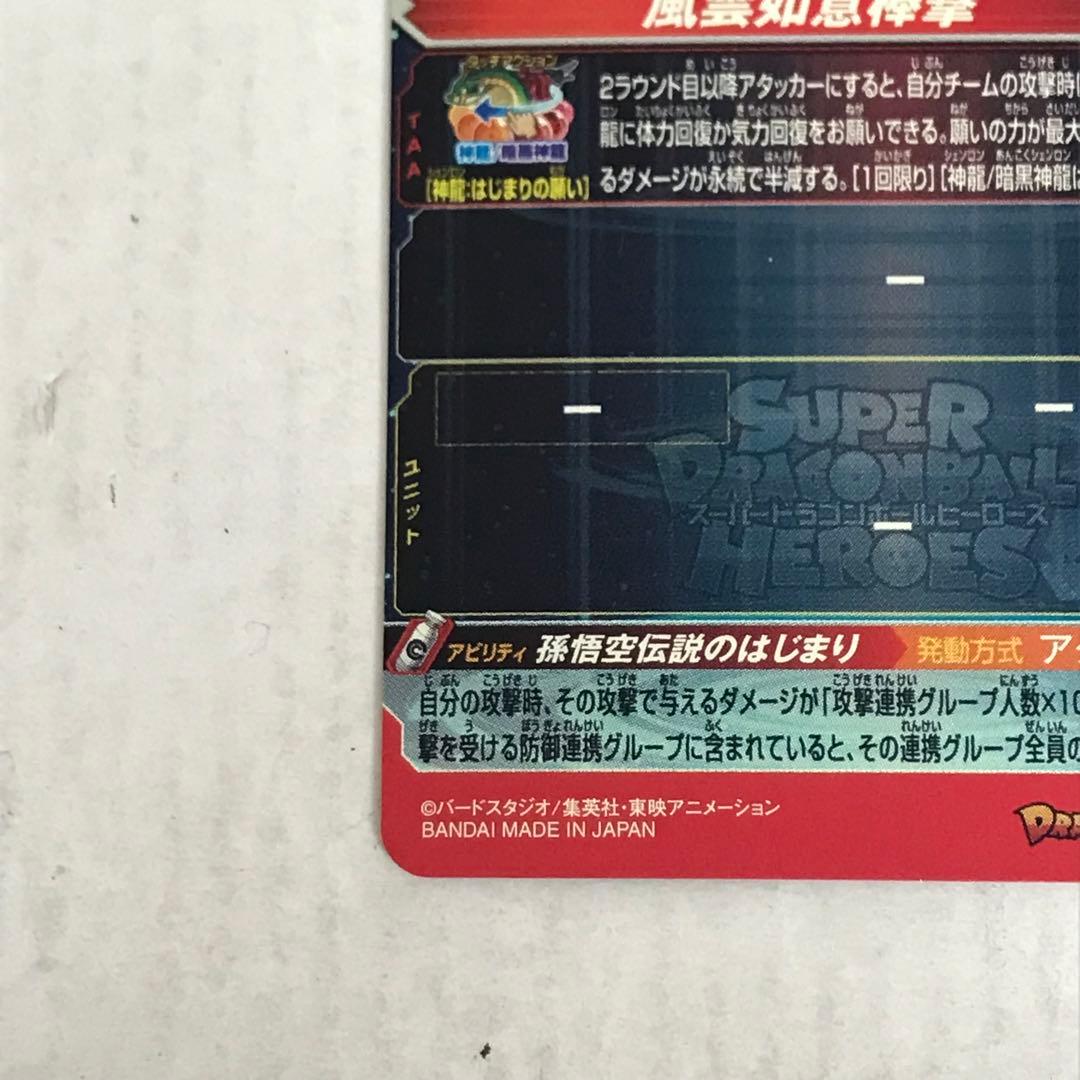 風雲如意棒撃
タッチアクション
神龍/暗黒神龍
[神龍:はじまりの願い]
TAA
2ラウンド目以降アタッカーにすると、自分チームの攻撃時
龍に体力回復か気力回復をお願いできる。願いの力が最大
るダメージが永続で半減する。[1回限り][神龍/暗黒神龍は
ー
ー
ー
ユニット
SUPER
DRAGONBALL
スーパードラゴンボールヒーローズ
ー
HEROES
アビリティ 孫悟空伝説のはじまり 発動方式 ア
自分の攻撃時、その攻撃で与えるダメージが「攻撃連携グループ人数×10
撃を受ける防御連携グループに含まれていると、その連携グループ全員の
©バードスタジオ/集英社・東映アニメーション
BANDAI MADE IN JAPAN
DRA